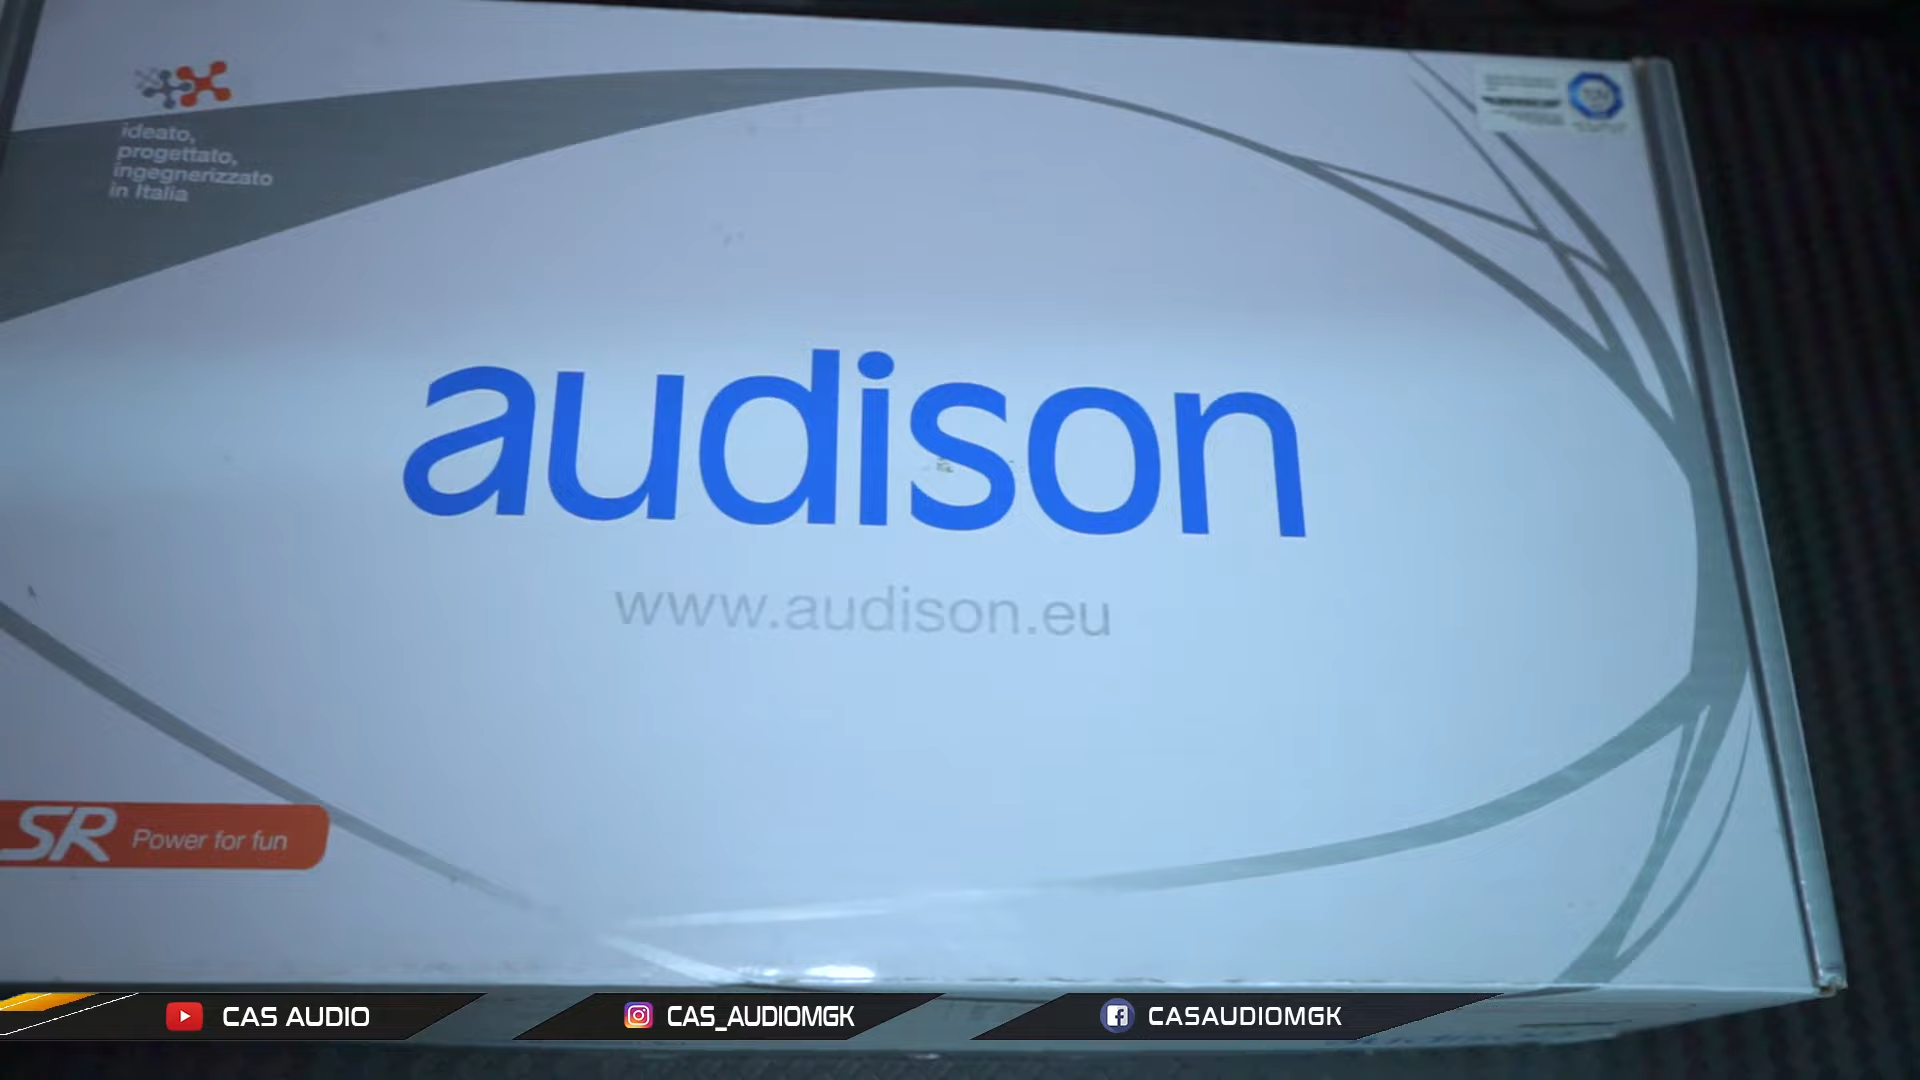 ideato,
progettato,
ingegnerizzato
in Italia
audison
www.audison.eu
SR Power for fun
CAS AUDIO
CAS_AUDIOMGK
CASAUDIOMGK